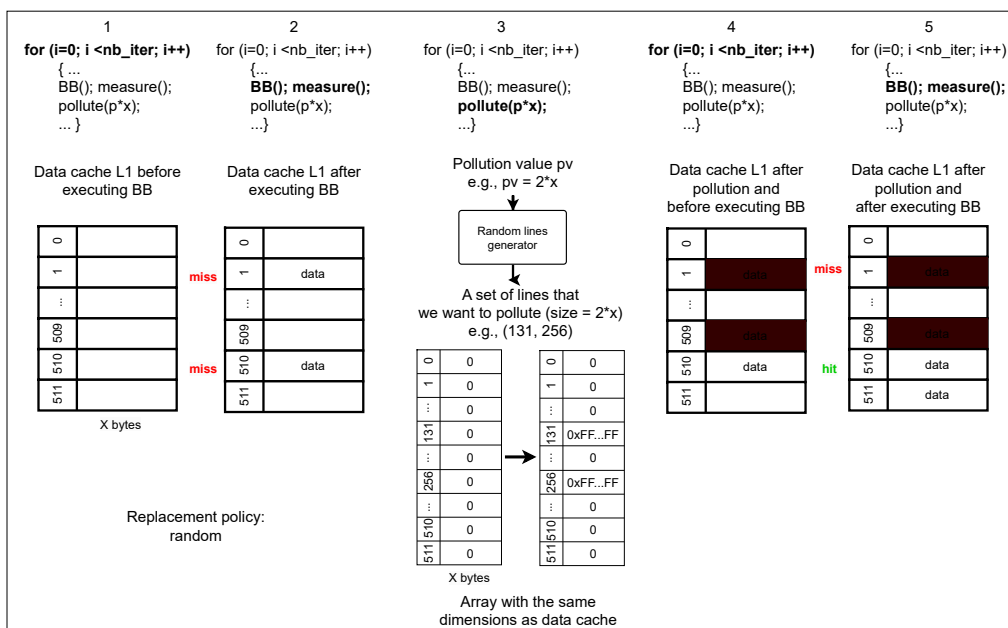 1
for (i=0; i <nb_iter; i++)
{ ...
BB(); measure();
pollute(p*x);
... }
Data cache L1 before
executing BB
0
1
...
509
510
511
X bytes
miss
miss
2
for (i=0; i <nb_iter; i++)
{...
BB(); measure();
pollute(p*x);
...}
Data cache L1 after
executing BB
0
1 data
...
509
510 data
511
Replacement policy:
random
3
for (i=0; i <nb_iter; i++)
{...
BB(); measure();
pollute(p*x);
...}
Pollution value pv
e.g., pv = 2*x
Random lines
generator
A set of lines that
we want to pollute (size = 2*x)
e.g., (131, 256)
0 0
1 0
... 0
131 0
... 0
256 0
... 0
510 0
511 0
X bytes
0 0
1 0
... 0
131 0xFF...FF
... 0
256 0xFF...FF
... 0
510 0
511 0
Array with the same
dimensions as data cache
4
for (i=0; i <nb_iter; i++)
{...
BB(); measure();
pollute(p*x);
... }
Data cache L1 after
pollution and
before executing BB
0
1 data
...
509 data
510 data
511
miss
hit
5
for (i=0; i <nb_iter; i++)
{...
BB(); measure();
pollute(p*x);
...}
Data cache L1 after
pollution and
after executing BB
0
1 data
...
509 data
510 data
511 data